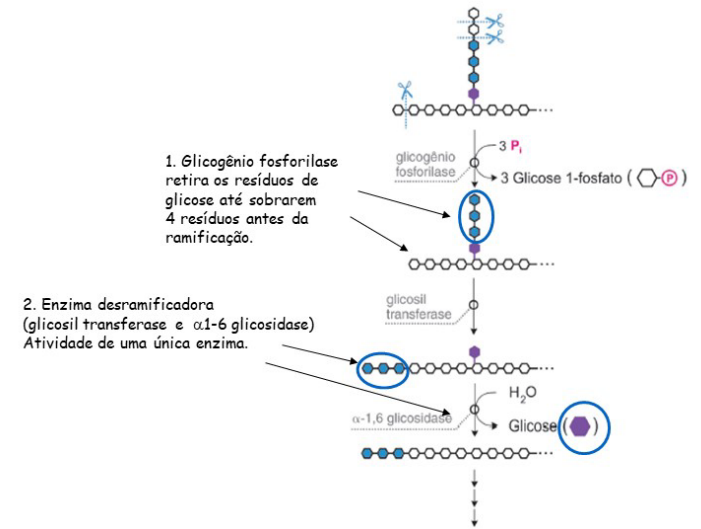 3 Pi
glicogênio
fosforilase
3 Glicose 1-fosfato ( P )
1. Glicogênio fosforilase
retira os resíduos de
glicose até sobrarem
4 resíduos antes da
ramificação.
glicosil
transferase
2. Enzima desramificadora
(glicosil transferase e α1-6 glicosidase)
Atividade de uma única enzima.
H₂O
α-1,6 glicosidase
Glicose ( )